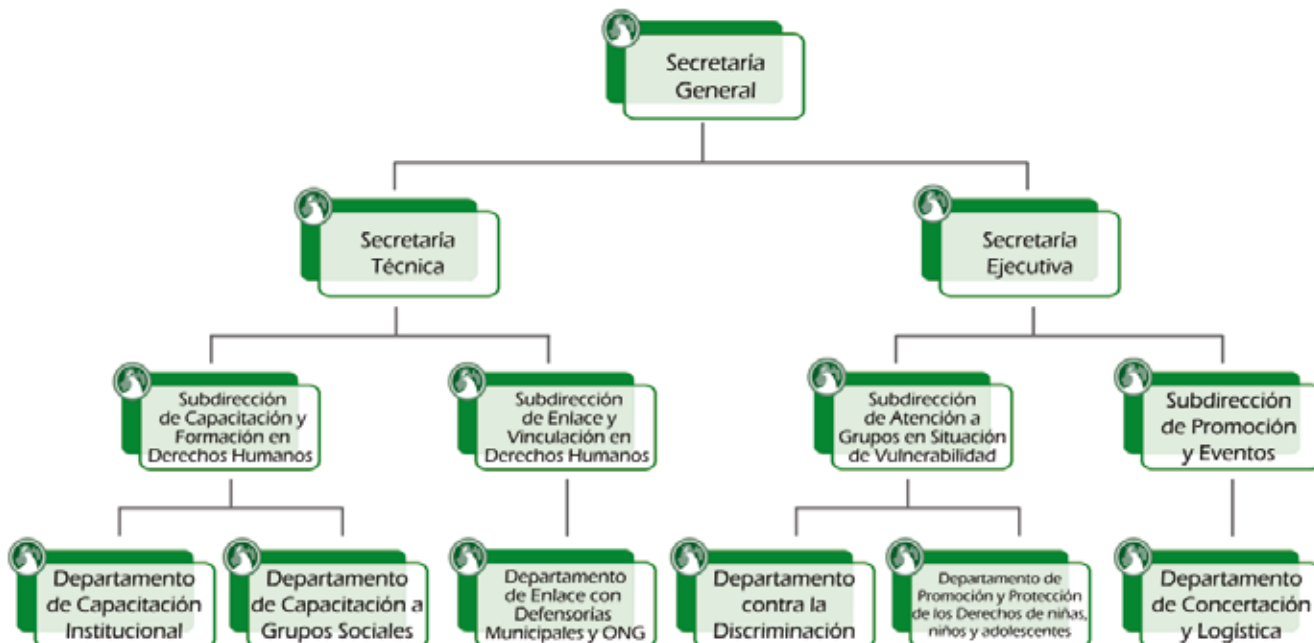 Secretaría
General
Secretaría
Técnica
Secretaría
Ejecutiva
Subdirección
de Capacitación y
Formación en
Derechos Humanos
Subdirección
de Enlace y
Vinculación en
Derechos Humanos
Subdirección
de Atención a
Grupos en Situación
de Vulnerabilidad
Subdirección
de Promoción
y Eventos
Departamento
de Capacitación
Institucional
Departamento
de Capacitación a
Grupos Sociales
Departamento
de Enlace con
Defensorías
Municipales y ONG
Departamento
contra la
Discriminación
Departamento de
Promoción y Protección
de los Derechos de niñas,
niños y adolescentes
Departamento
de Concertación
y Logística